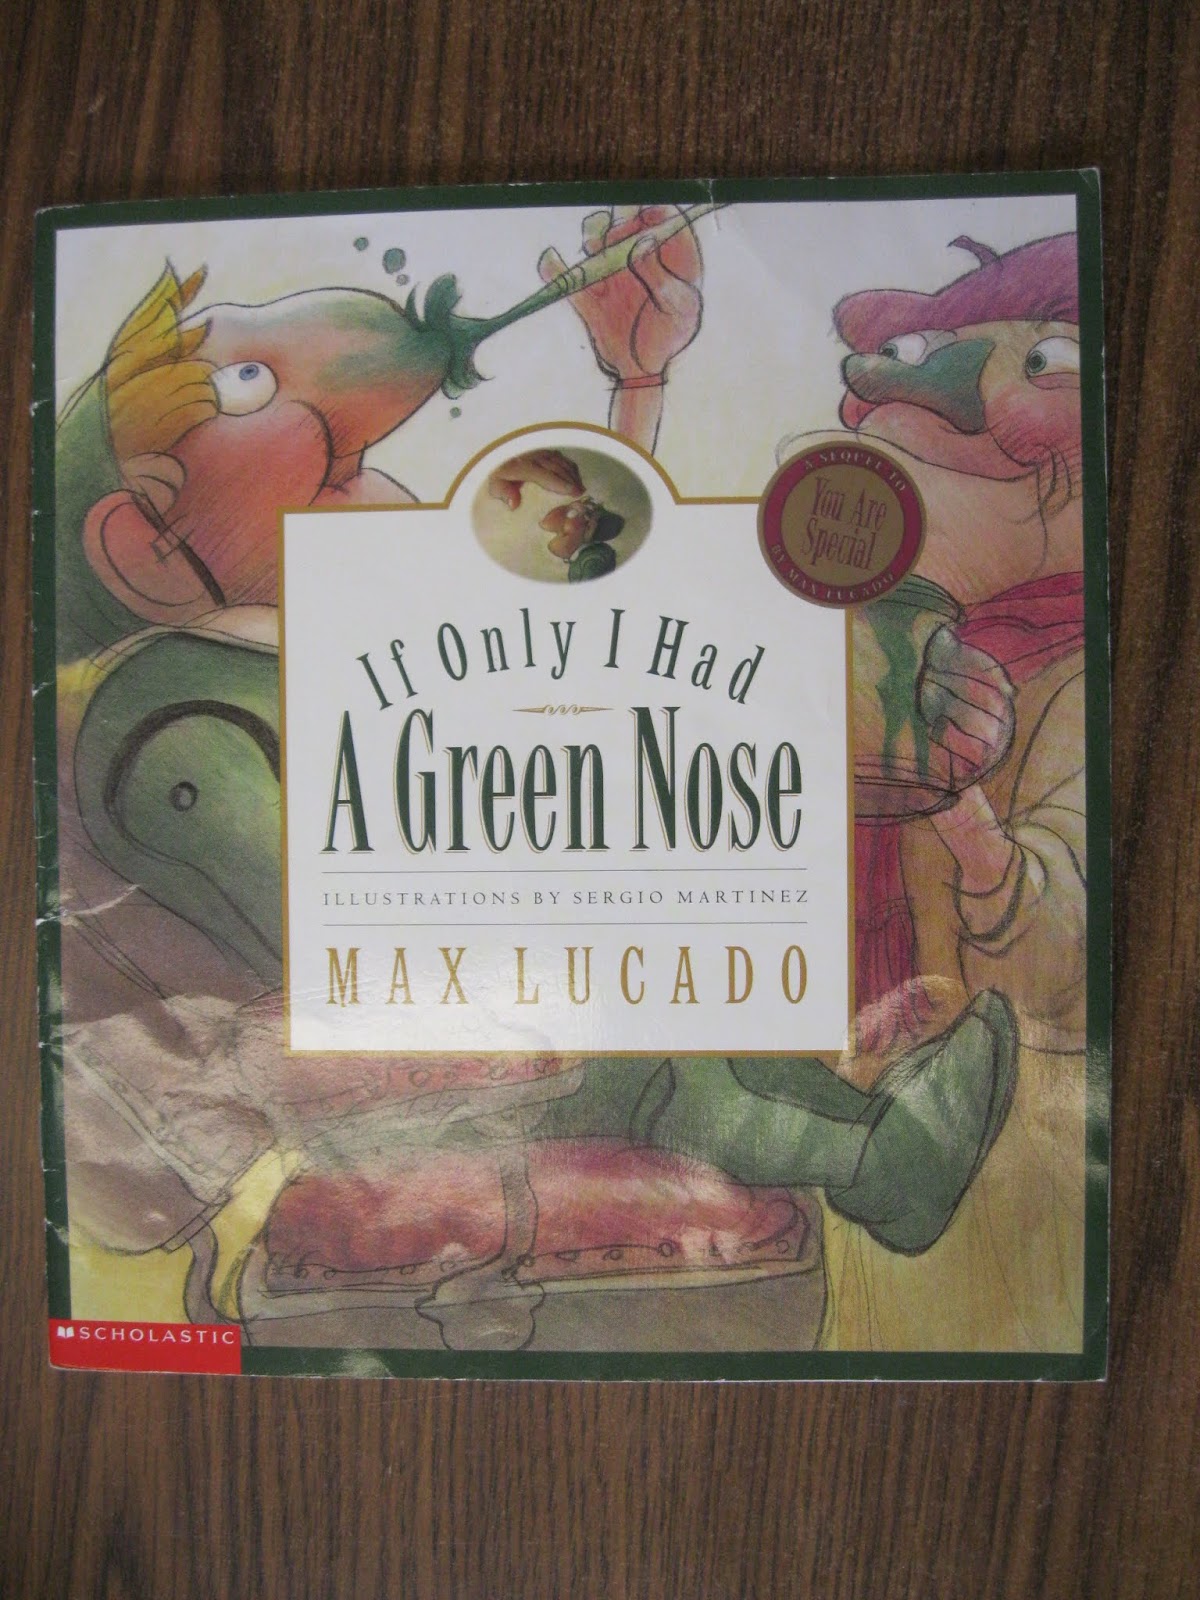 A SEQUEL TO
You Are
Special
BY MAX LUCADO
If Only I Had
A Green Nose
ILLUSTRATIONS BY SERGIO MARTINEZ
MAX LUCADO
SCHOLASTIC